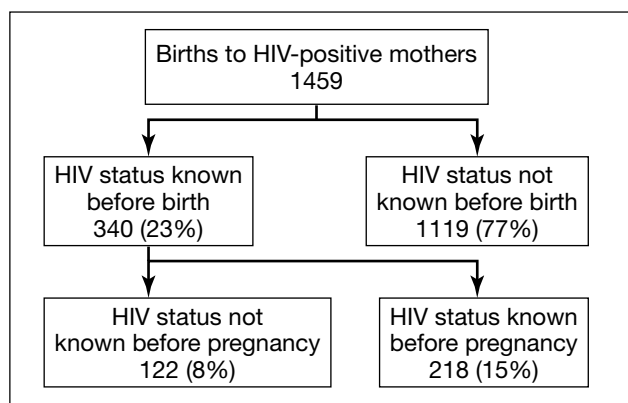 Births to HIV-positive mothers
1459
HIV status known
before birth
340 (23%)
HIV status not
known before birth
1119 (77%)
HIV status not
known before pregnancy
122 (8%)
HIV status known
before pregnancy
218 (15%)